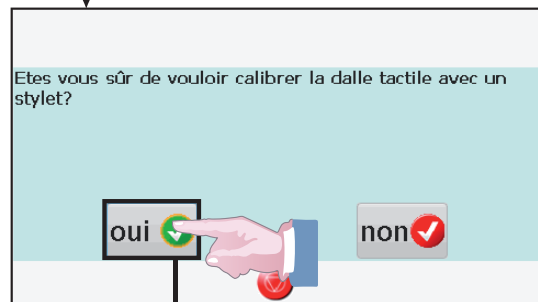 Etes vous sûr de vouloir calibrer la dalle tactile avec un
stylet?
oui non